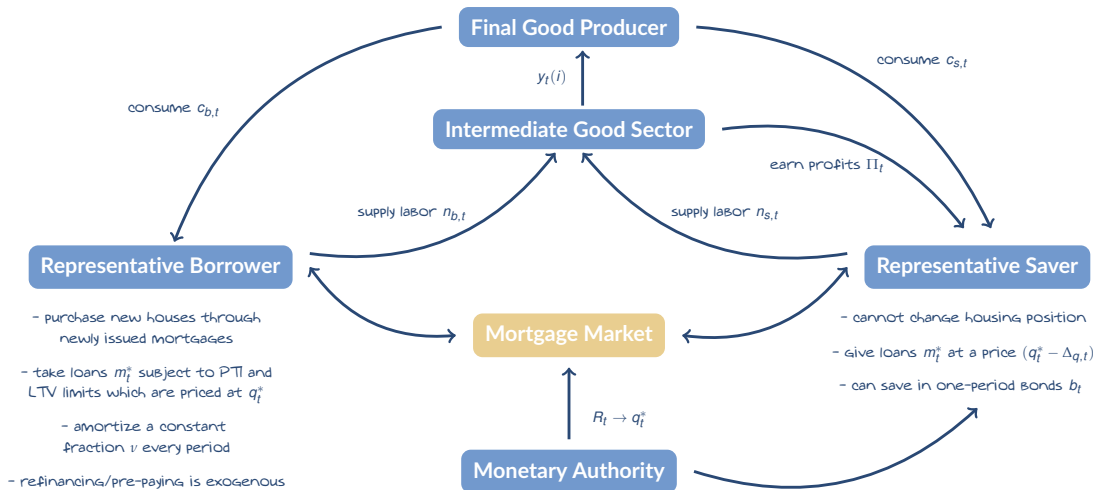 Final Good Producer
consume c_{s,t}
y_t(i)
consume c_{b,t}
Intermediate Good Sector
earn profits Π_t
supply labor n_{b,t}
supply labor n_{s,t}
Representative Borrower
Representative Saver
- purchase new houses through
newly issued mortgages
- take loans m_t^* subject to PTI and
LTV limits which are priced at q_t^*
- amortize a constant
fraction ν every period
- refinancing/pre-paying is exogenous
Mortgage Market
- cannot change housing position
- give loans m_t^* at a price (q_t^* − Δ_{q,t})
- can save in one-period bonds b_t
R_t → q_t^*
Monetary Authority